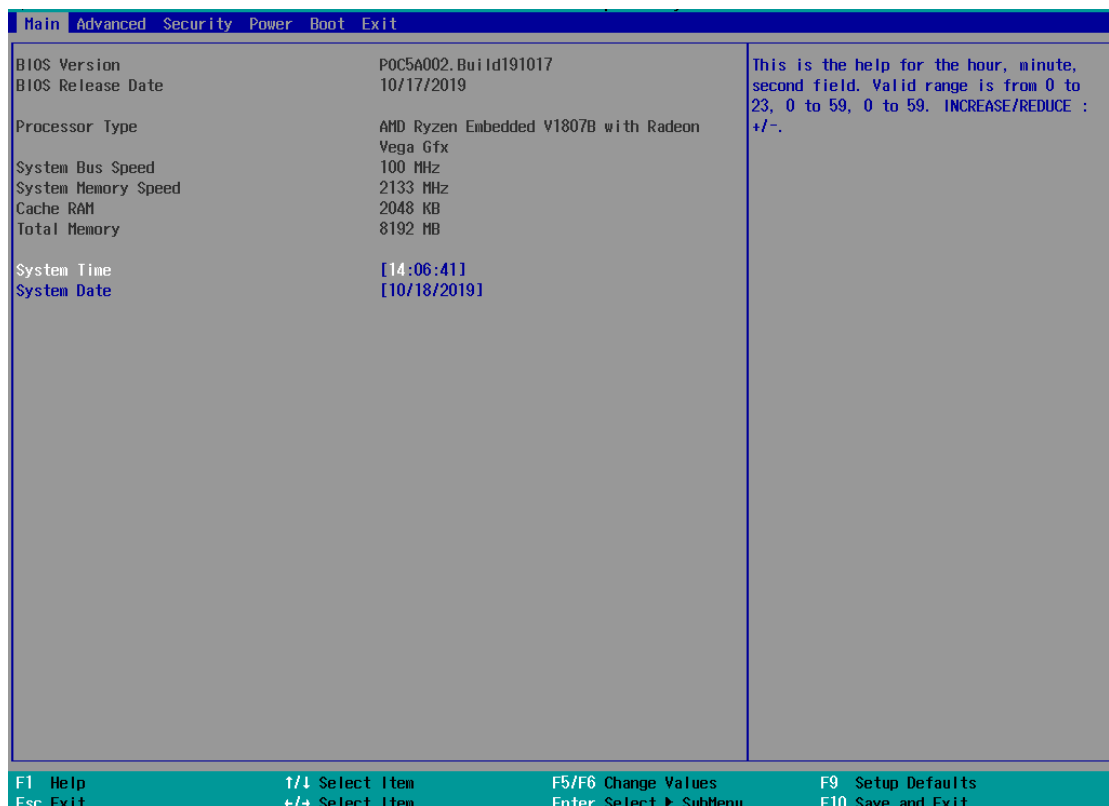 Main Advanced Security Power Boot Exit
BIOS Version POC5A002.Build191017
BIOS Release Date 10/17/2019
Processor Type AMD Ryzen Embedded V1807B with Radeon
Vega Gfx
System Bus Speed 100 MHz
System Memory Speed 2133 MHz
Cache RAM 2048 KB
Total Memory 8192 MB
System Time [14:06:41]
System Date [10/18/2019]
This is the help for the hour, minute,
second field. Valid range is from 0 to
23, 0 to 59, 0 to 59. INCREASE/REDUCE :
+/-.
F1 Help ↑/↓ Select Item F5/F6 Change Values F9 Setup Defaults
Esc Exit ←/→ Select Item Enter Select ▶ SubMenu F10 Save and Exit